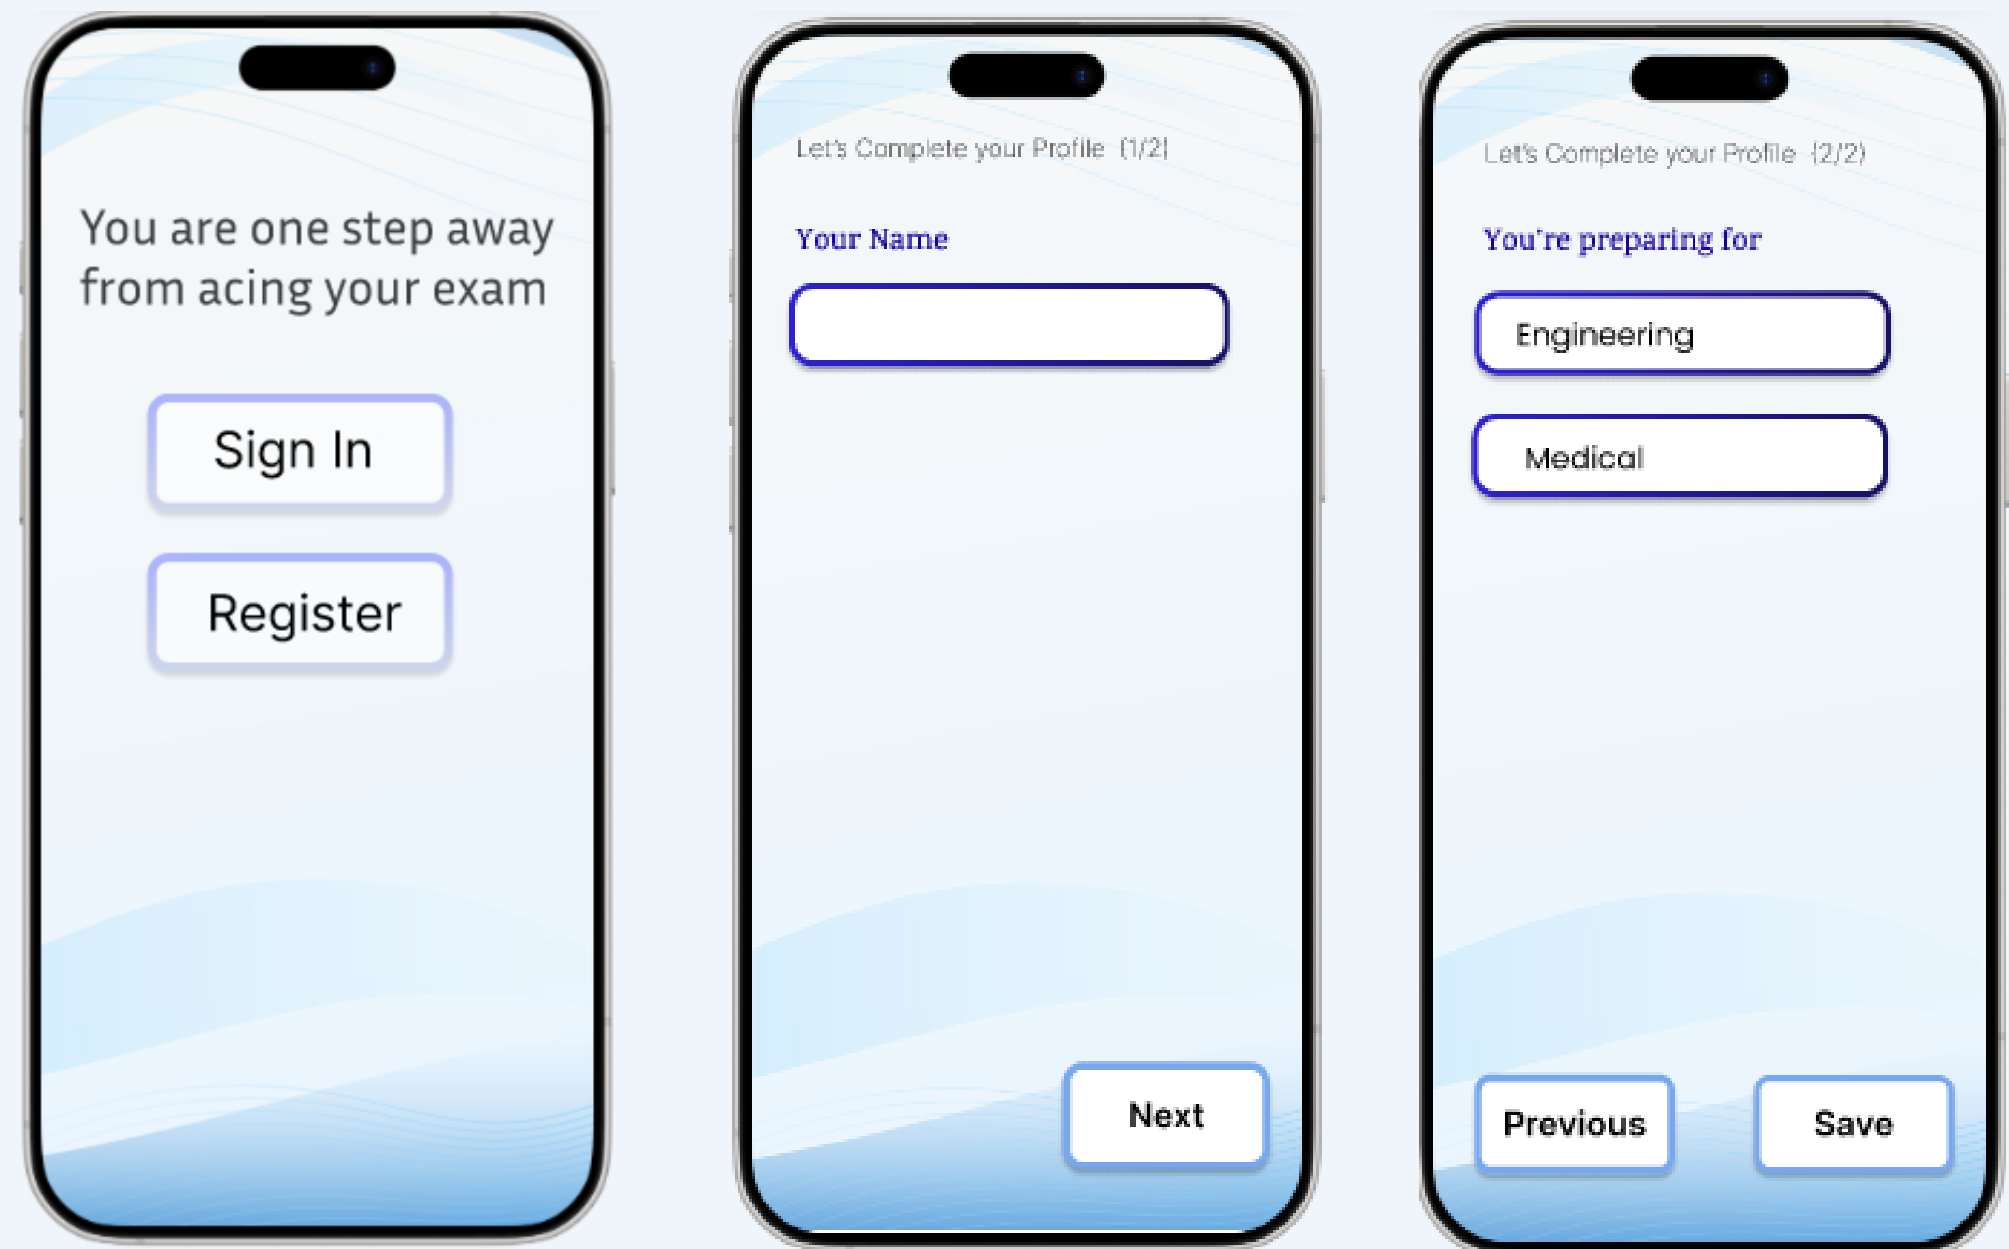 You are one step away
from acing your exam
Sign In
Register
Let's Complete your Profile (1/2)
Your Name
Next
Let's Complete your Profile (2/2)
You're preparing for
Engineering
Medical
Previous
Save